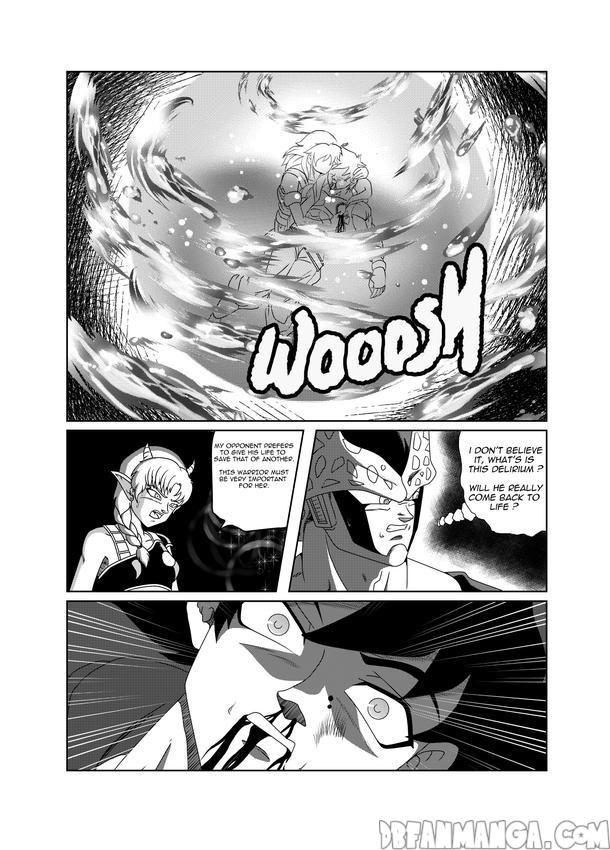 WOOOSH
MY OPPONENT PREFERS
TO GIVE HIS LIFE TO
SAVE THAT OF ANOTHER.
THIS WARRIOR MUST
BE VERY IMPORTANT
FOR HER.
I DON'T BELIEVE
IT, WHAT'S IS
THIS DELIRIUM ?
WILL HE REALLY
COME BACK TO
LIFE ?
DBFANMANGA.COM